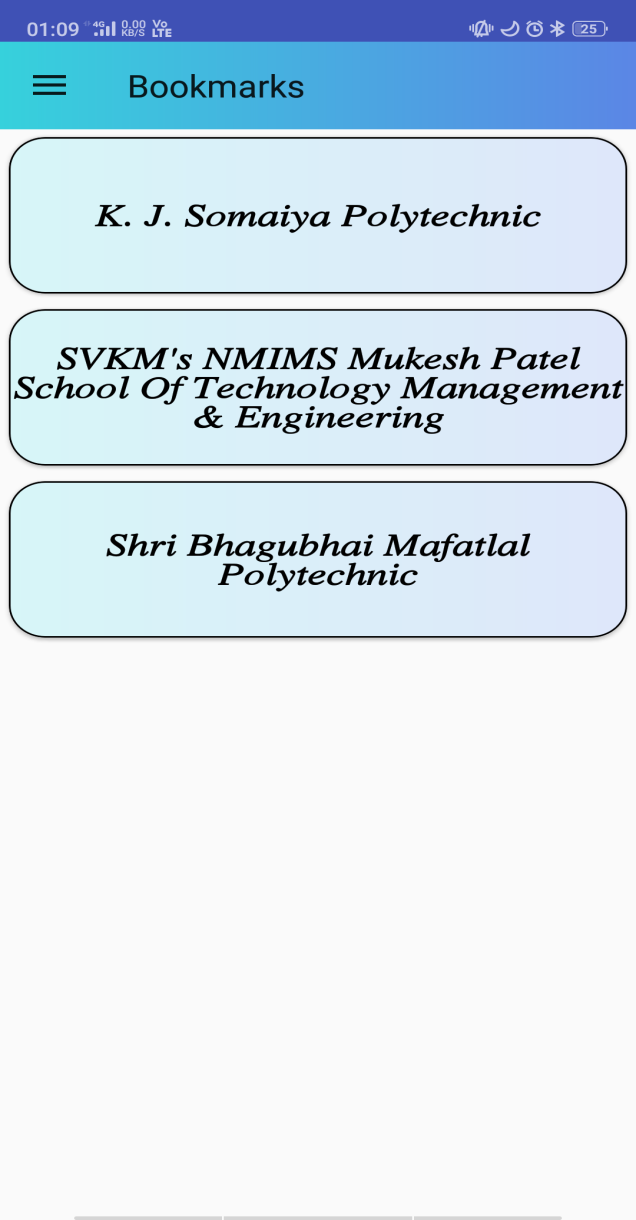 01:09 4G 0.00 KB/S Vo LTE 25
Bookmarks
K. J. Somaiya Polytechnic
SVKM's NMIMS Mukesh Patel
School Of Technology Management
& Engineering
Shri Bhagubhai Mafatlal
Polytechnic